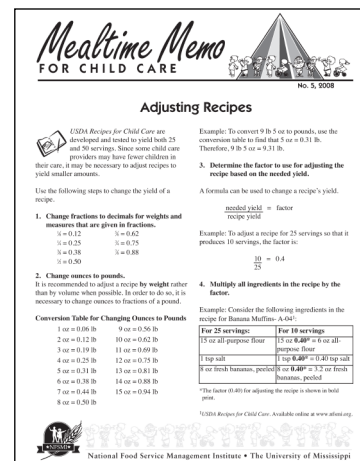 Mealtime Memo
FOR CHILD CARE
No. 5, 2008
Adjusting Recipes
USDA Recipes for Child Care are
developed and tested to yield both 25
and 50 servings. Since some child care
providers may have fewer children in
their care, it may be necessary to adjust recipes to
yield smaller amounts.
Use the following steps to change the yield of a
recipe.
1. Change fractions to decimals for weights and
measures that are given in fractions.
⅛ = 0.12 ⅝ = 0.62
¼ = 0.25 ¾ = 0.75
⅜ = 0.38 ⅞ = 0.88
½ = 0.50
2. Change ounces to pounds.
It is recommended to adjust a recipe by weight rather
than by volume when possible. In order to do so, it is
necessary to change ounces to fractions of a pound.
Conversion Table for Changing Ounces to Pounds
1 oz = 0.06 lb 9 oz = 0.56 lb
2 oz = 0.12 lb 10 oz = 0.62 lb
3 oz = 0.19 lb 11 oz = 0.69 lb
4 oz = 0.25 lb 12 oz = 0.75 lb
5 oz = 0.31 lb 13 oz = 0.81 lb
6 oz = 0.38 lb 14 oz = 0.88 lb
7 oz = 0.44 lb 15 oz = 0.94 lb
8 oz = 0.50 lb
Example: To convert 9 lb 5 oz to pounds, use the
conversion table to find that 5 oz = 0.31 lb.
Therefore, 9 lb 5 oz = 9.31 lb.
3. Determine the factor to use for adjusting the
recipe based on the needed yield.
A formula can be used to change a recipe's yield.
needed yield = factor
recipe yield
Example: To adjust a recipe for 25 servings so that it
produces 10 servings, the factor is:
10 = 0.4
25
4. Multiply all ingredients in the recipe by the
factor.
Example: Consider the following ingredients in the
recipe for Banana Muffins- A-04¹:
For 25 servings: For 10 servings
15 oz all-purpose flour 15 oz 0.40* = 6 oz all-
purpose flour
1 tsp salt 1 tsp 0.40* = 0.40 tsp salt
8 oz fresh bananas, peeled 8 oz 0.40* = 3.2 oz fresh
bananas, peeled
*The factor (0.40) for adjusting the recipe is shown in bold
print.
¹USDA Recipes for Child Care. Available online at www.nfsmi.org.
NFSMI
National Food Service Management Institute • The University of Mississippi